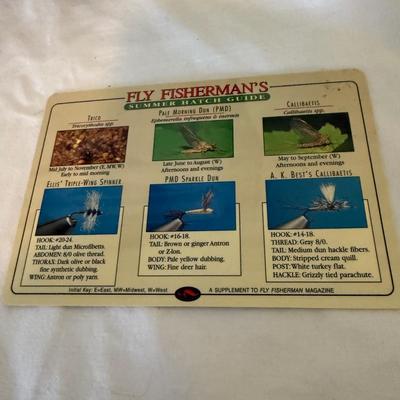 FLY FISHERMAN'S
SUMMER HATCH GUIDE
TRICO
Tricorythodes spp.
Mid July to November (E, MW, W)
Early to mid morning
ELLIS' TRIPLE-WING SPINNER
HOOK: #20-24.
TAIL: Light dun Microfibetts.
ABDOMEN: 8/0 olive thread.
THORAX: Dark olive or black
fine synthetic dubbing.
WING: Antron or poly yarn.
PALE MORNING DUN (PMD)
Ephemerella infrequens & inermis
Late June to August (W)
Afternoons and evenings
PMD SPARKLE DUN
HOOK: #16-18.
TAIL: Brown or ginger Antron
or Z-lon.
BODY: Pale yellow dubbing.
WING: Fine deer hair.
CALLIBAETIS
Callibaetis spp.
May to September (W)
Afternoons and evenings
A. K. BEST'S CALLIBAETIS
HOOK: #14-18.
THREAD: Gray 8/0.
TAIL: Medium dun hackle fibers.
BODY: Stripped cream quill.
POST: White turkey flat.
HACKLE: Grizzly tied parachute.
Initial Key: E=East, MW=Midwest, W=West
A SUPPLEMENT TO FLY FISHERMAN MAGAZINE